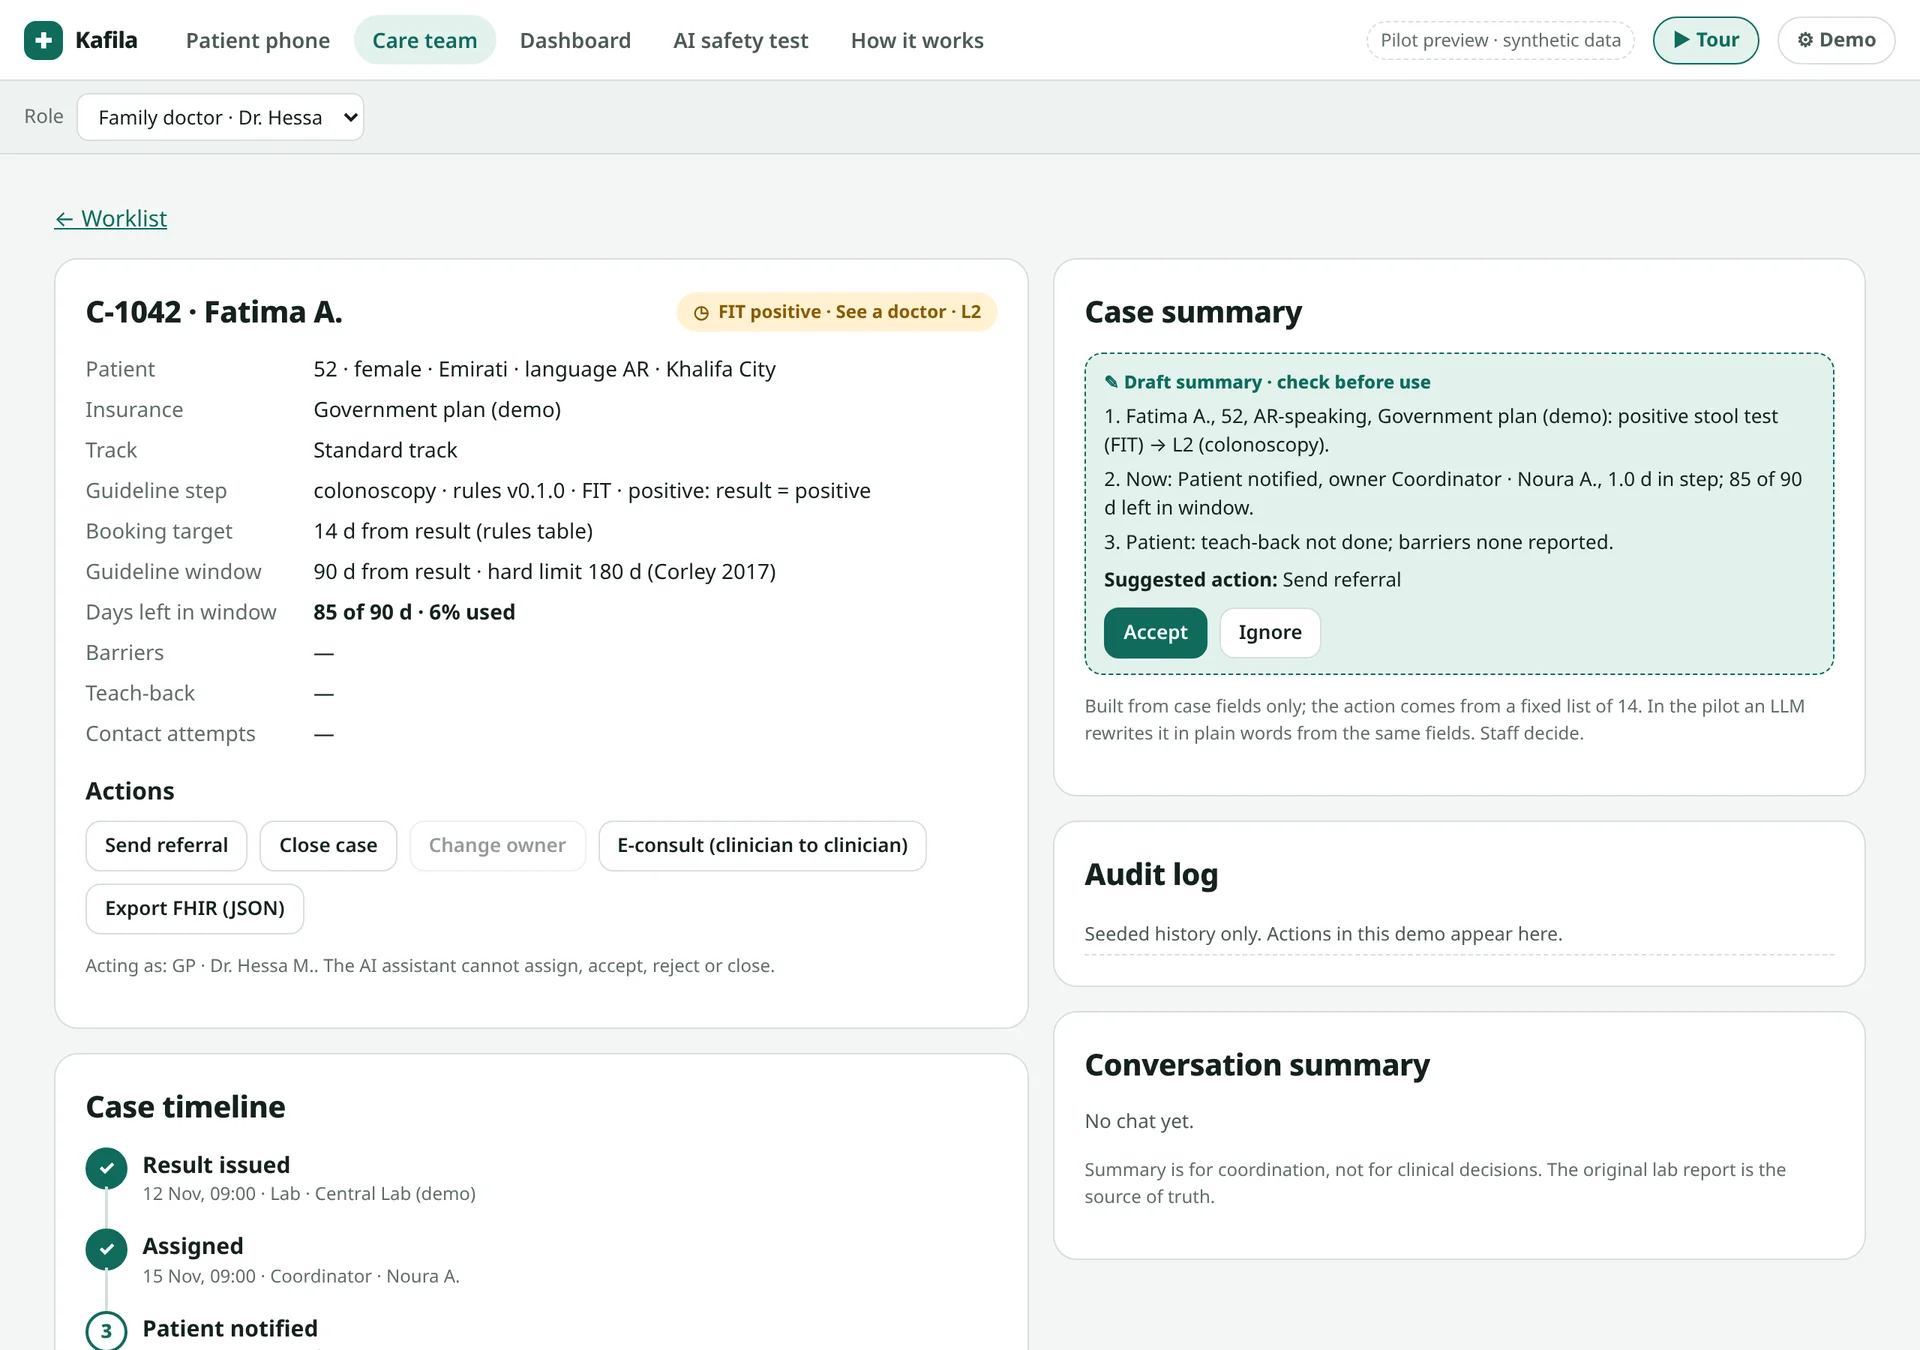 Kafila
Patient phone
Care team
Dashboard
AI safety test
How it works
Pilot preview · synthetic data
▶ Tour
⚙ Demo
Role
Family doctor · Dr. Hessa
← Worklist
C-1042 · Fatima A.
FIT positive · See a doctor · L2
Patient 52 · female · Emirati · language AR · Khalifa City
Insurance Government plan (demo)
Track Standard track
Guideline step colonoscopy · rules v0.1.0 · FIT · positive: result = positive
Booking target 14 d from result (rules table)
Guideline window 90 d from result · hard limit 180 d (Corley 2017)
Days left in window 85 of 90 d · 6% used
Barriers —
Teach-back —
Contact attempts —
Actions
Send referral
Close case
Change owner
E-consult (clinician to clinician)
Export FHIR (JSON)
Acting as: GP · Dr. Hessa M.. The AI assistant cannot assign, accept, reject or close.
Case timeline
Result issued
12 Nov, 09:00 · Lab · Central Lab (demo)
Assigned
15 Nov, 09:00 · Coordinator · Noura A.
3 Patient notified
Case summary
✎ Draft summary · check before use
1. Fatima A., 52, AR-speaking, Government plan (demo): positive stool test
(FIT) → L2 (colonoscopy).
2. Now: Patient notified, owner Coordinator · Noura A., 1.0 d in step; 85 of 90
d left in window.
3. Patient: teach-back not done; barriers none reported.
Suggested action: Send referral
Accept
Ignore
Built from case fields only; the action comes from a fixed list of 14. In the pilot an LLM
rewrites it in plain words from the same fields. Staff decide.
Audit log
Seeded history only. Actions in this demo appear here.
Conversation summary
No chat yet.
Summary is for coordination, not for clinical decisions. The original lab report is the
source of truth.